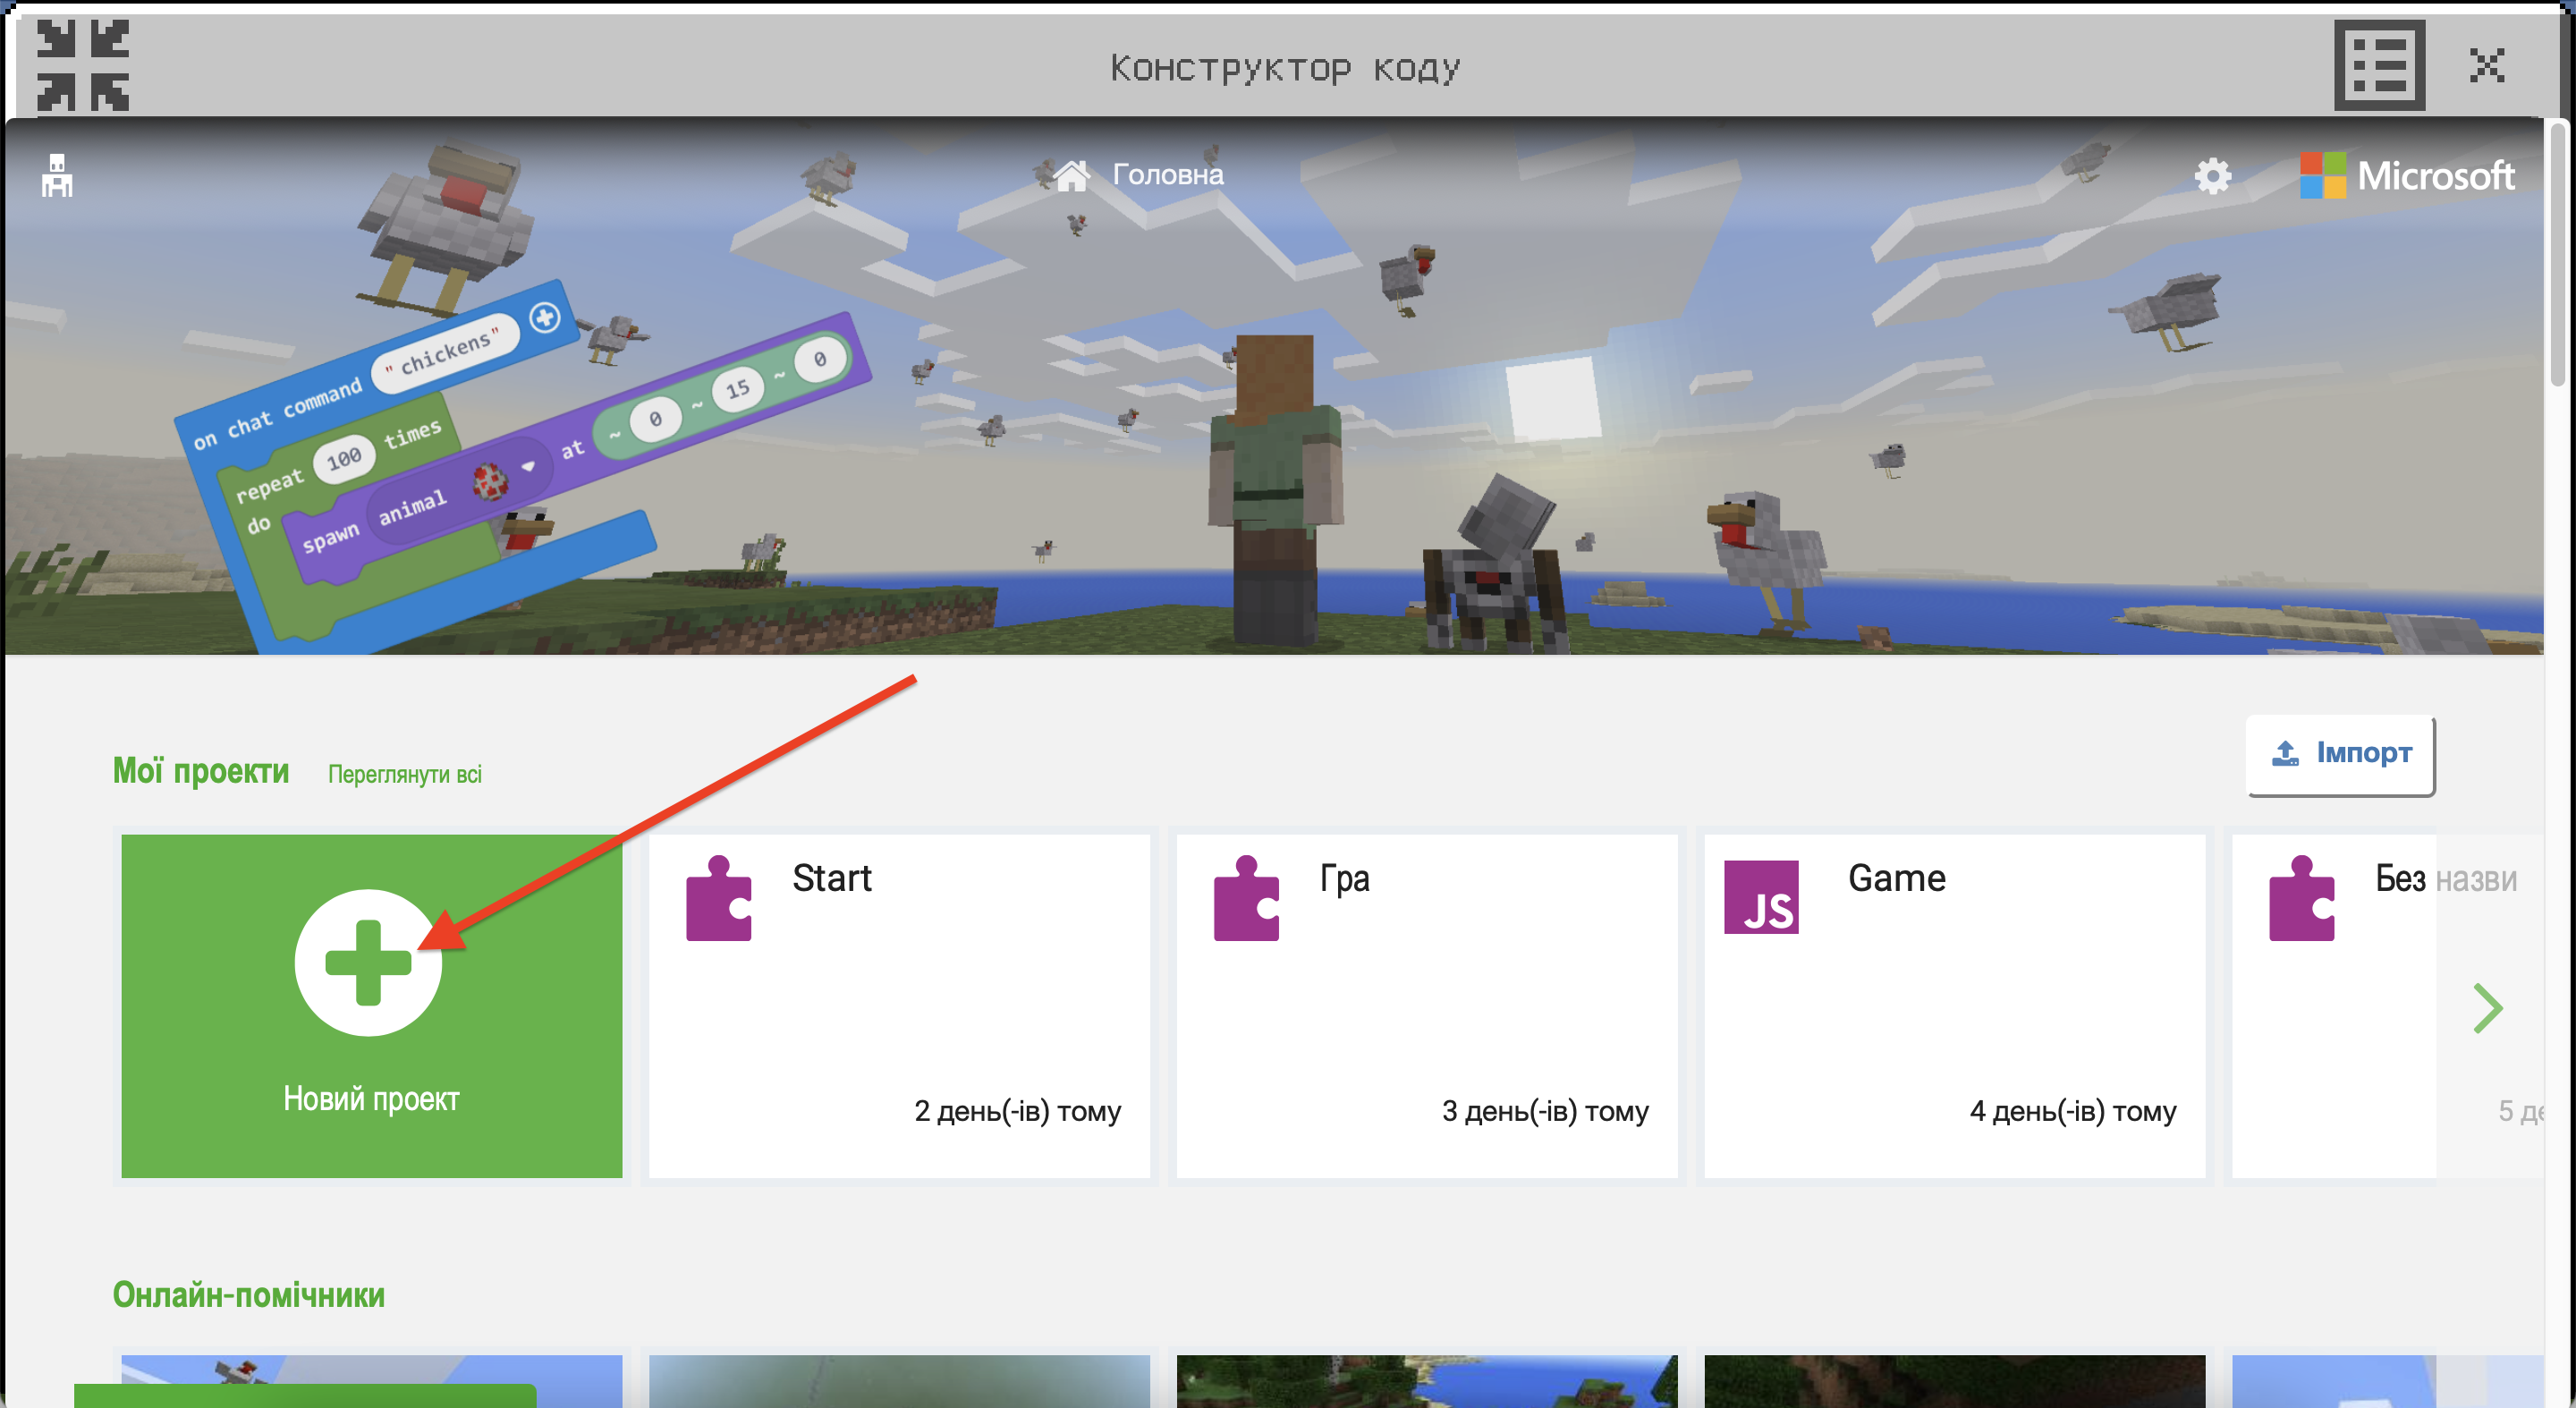 Конструктор коду
Головна
Microsoft
on chat command "chickens"
repeat 100 times
do
spawn animal at ~ 0 ~ 15 ~ 0
Мої проекти Переглянути всі
Імпорт
Новий проект
Start
2 день(-ів) тому
Гра
3 день(-ів) тому
JS
Game
4 день(-ів) тому
Без назви
5 де
Онлайн-помічники